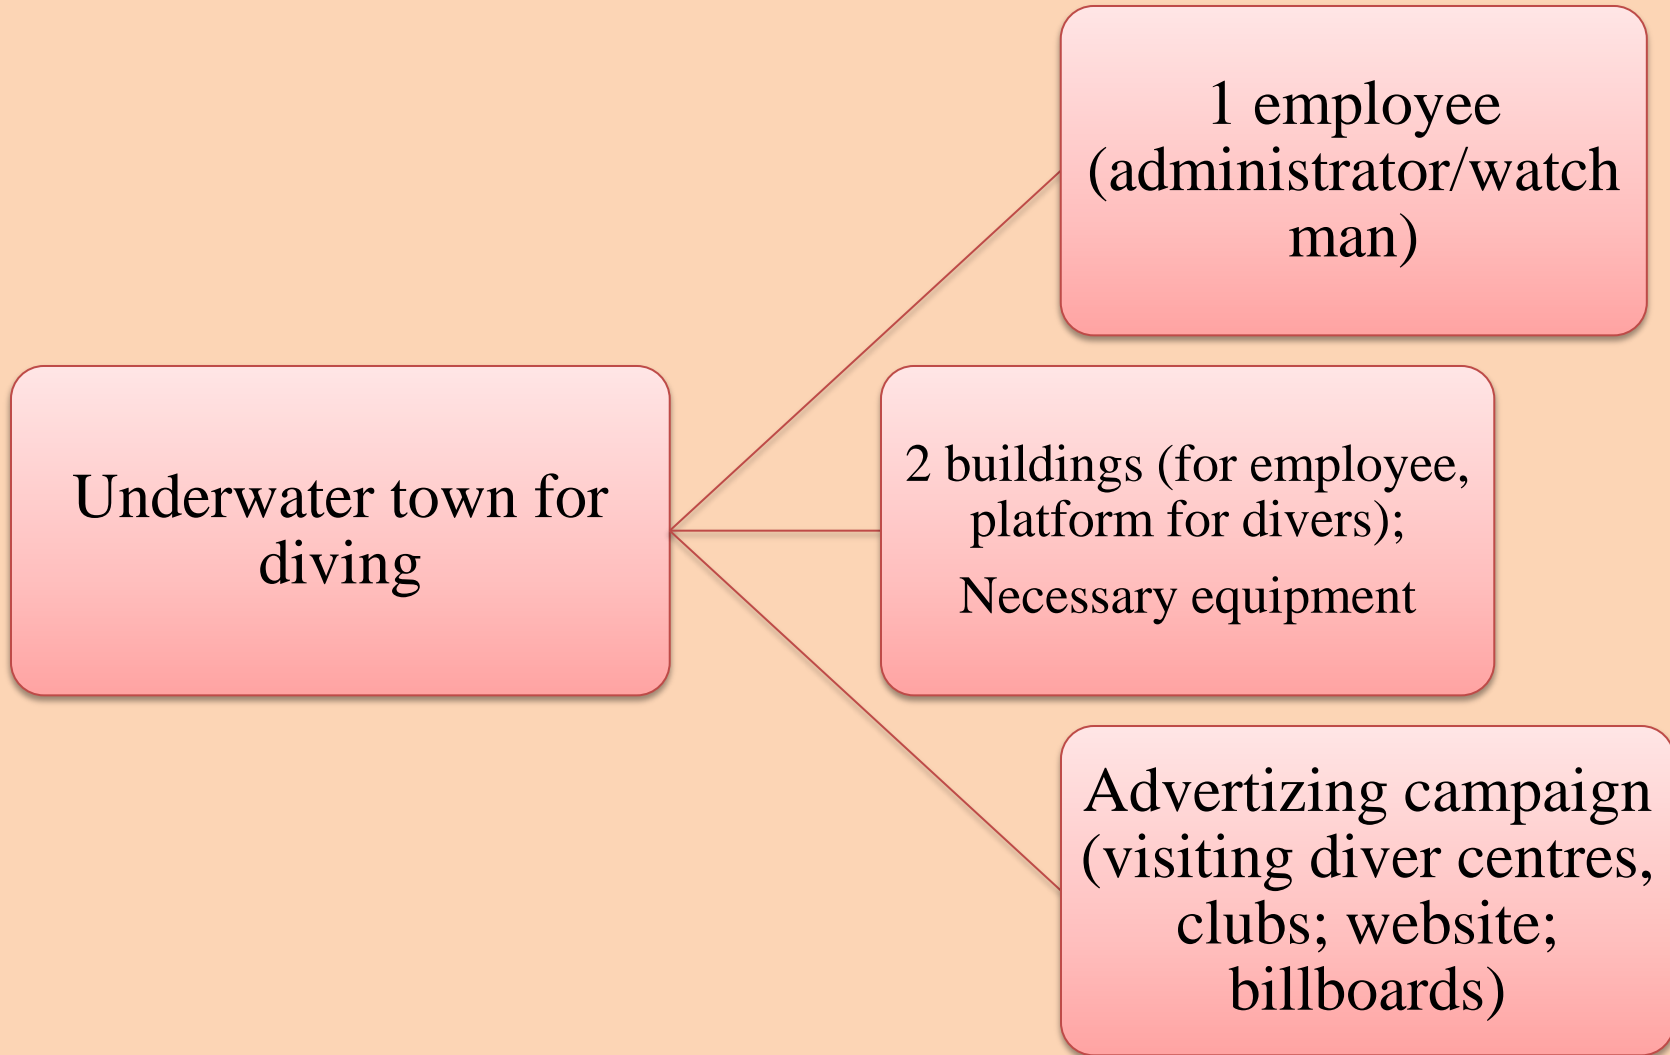 1 employee
(administrator/watch
man)
Underwater town for
diving
2 buildings (for employee,
platform for divers);
Necessary equipment
Advertizing campaign
(visiting diver centres,
clubs; website;
billboards)